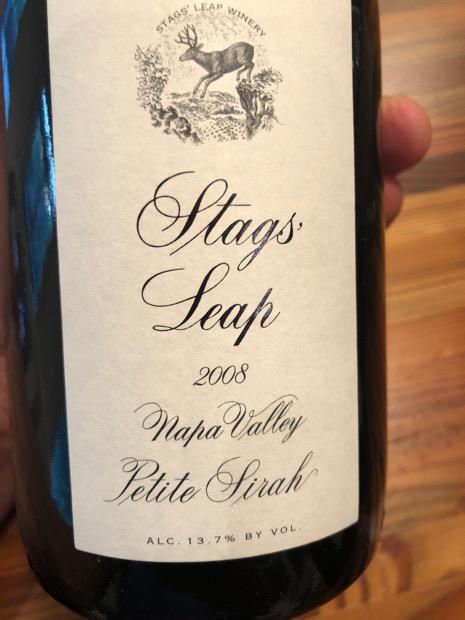 STAGS' LEAP WINERY
Stags'
Leap
2008
Napa Valley
Petite Sirah
ALC. 13.7% BY VOL.